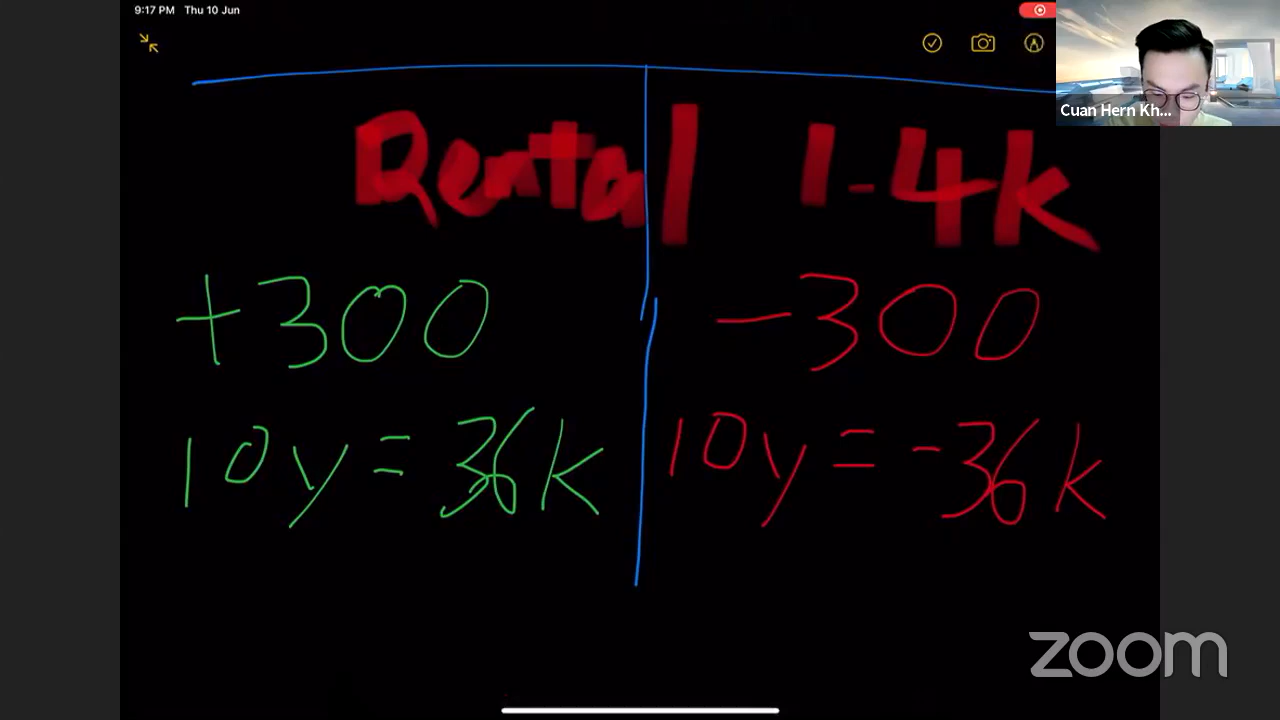 9:17 PM Thu 10 Jun
Cuan Hern Kh...
Rental 1.4k
+300
-300
10y = 36k
10y = -36k
zoom